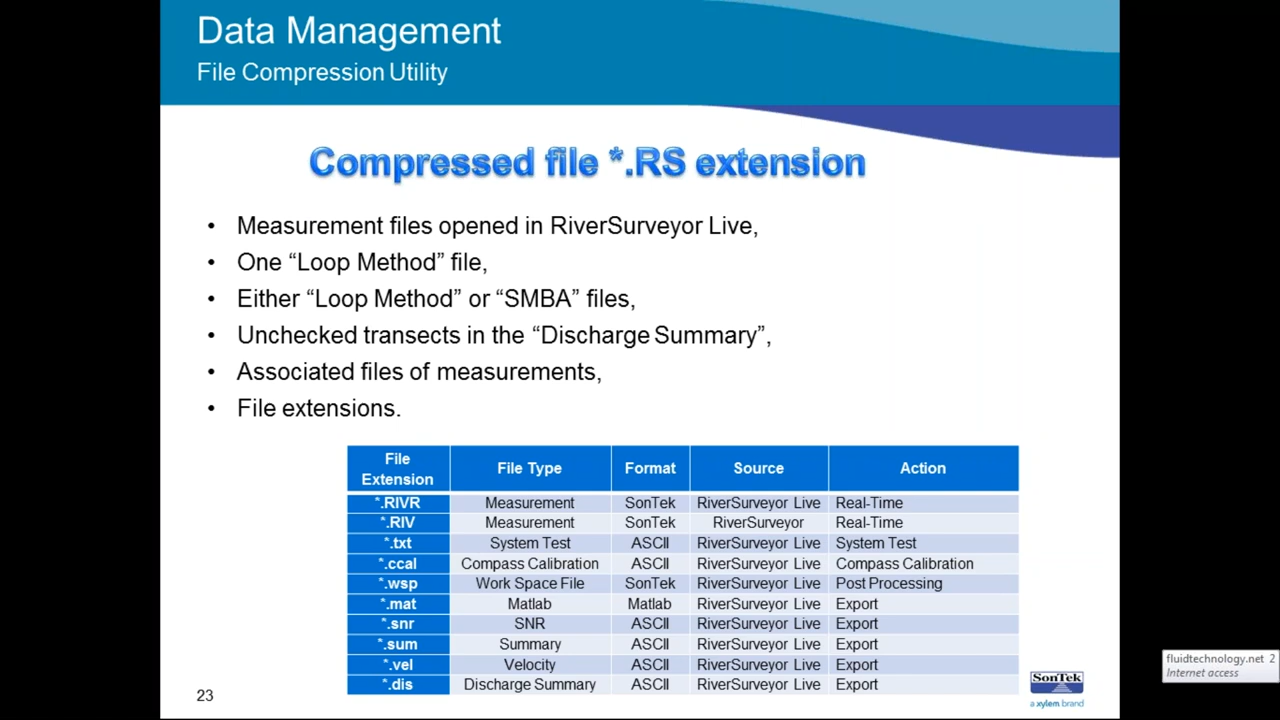 Data Management
File Compression Utility
Compressed file *.RS extension
• Measurement files opened in RiverSurveyor Live,
• One “Loop Method” file,
• Either “Loop Method” or “SMBA” files,
• Unchecked transects in the “Discharge Summary”,
• Associated files of measurements,
• File extensions.
File Extension File Type Format Source Action
*.RIVR Measurement SonTek RiverSurveyor Live Real-Time
*.RIV Measurement SonTek RiverSurveyor Real-Time
*.txt System Test ASCII RiverSurveyor Live System Test
*.ccal Compass Calibration ASCII RiverSurveyor Live Compass Calibration
*.wsp Work Space File SonTek RiverSurveyor Live Post Processing
*.mat Matlab Matlab RiverSurveyor Live Export
*.snr SNR ASCII RiverSurveyor Live Export
*.sum Summary ASCII RiverSurveyor Live Export
*.vel Velocity ASCII RiverSurveyor Live Export
*.dis Discharge Summary ASCII RiverSurveyor Live Export
23
SonTek
a xylem brand
fluidtechnology.net 2
Internet access